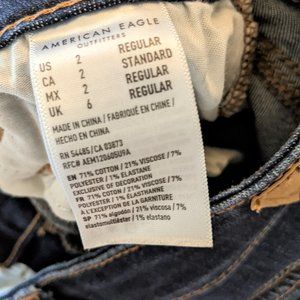 AMERICAN EAGLE
OUTFITTERS
US 2 REGULAR
CA 2 STANDARD
MX 2 REGULAR
UK 6 REGULAR
MADE IN CHINA / FABRIQUÉ EN CHINE /
HECHO EN CHINA
RN 54485/CA 03873
RFC# AEM120605U9A
EN 71% COTTON / 21% VISCOSE / 7%
POLYESTER / 1% ELASTANE
EXCLUSIVE OF DECORATION
FR 71% COTON / 21% VISCOSE / 7%
POLYESTER / 1% ÉLASTHANNE
À L'EXCEPTION DE LA GARNITURE
SP 71% algodón / 21% viscosa / 7%
elastomultiéster / 1% elastano